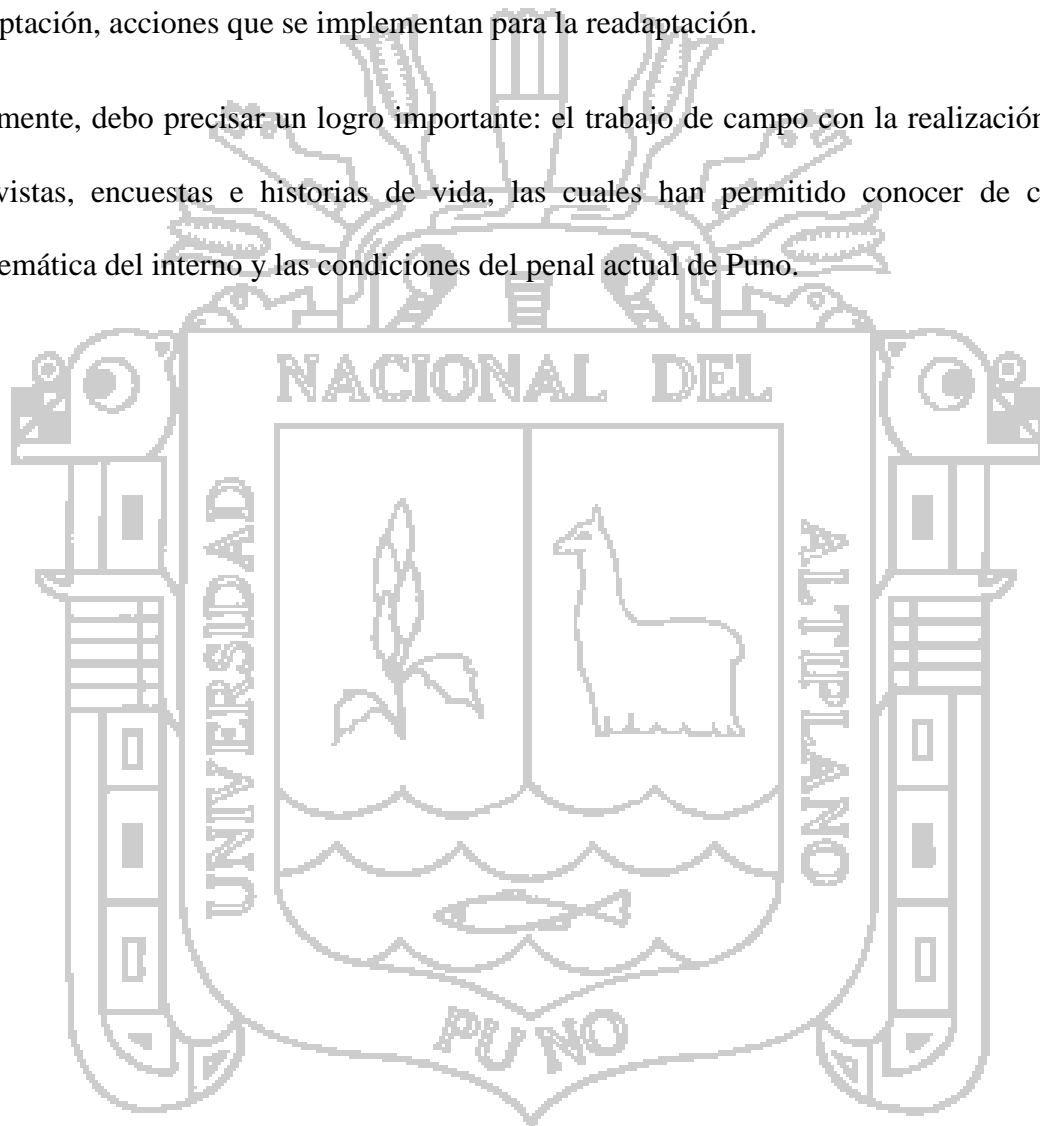 ptación, acciones que se implementan para la readaptación.
mente, debo precisar un logro importante: el trabajo de campo con la realización
vistas, encuestas e historias de vida, las cuales han permitido conocer de c
emática del interno y las condiciones del penal actual de Puno.
NACIONAL DEL
UNIVERSIDAD
ALTIPLANO
PUNO